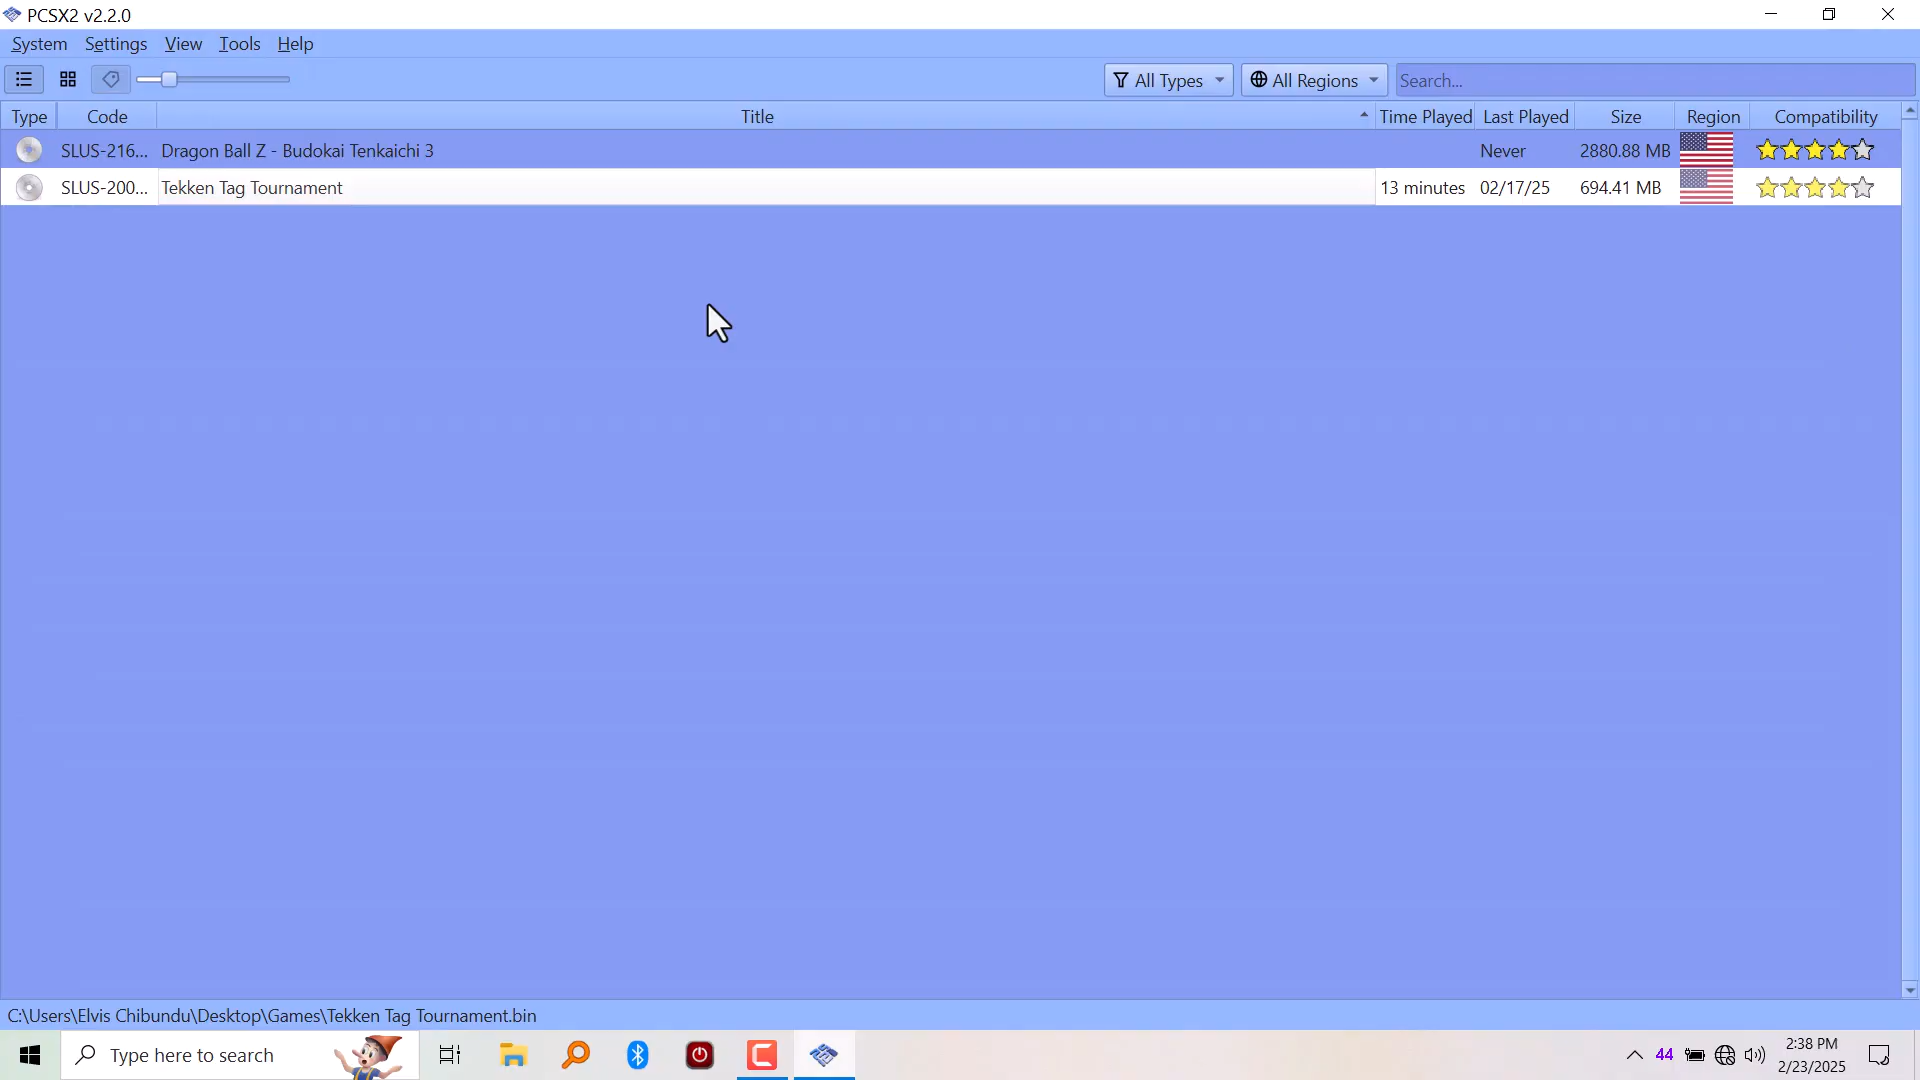 PCSX2 v2.2.0
System Settings View Tools Help
All Types All Regions Search...
Type Code Title Time Played Last Played Size Region Compatibility
SLUS-216... Dragon Ball Z - Budokai Tenkaichi 3 Never 2880.88 MB
SLUS-200... Tekken Tag Tournament 13 minutes 02/17/25 694.41 MB
C:\Users\Elvis Chibundu\Desktop\Games\Tekken Tag Tournament.bin
Type here to search 44 2:38 PM
2/23/2025